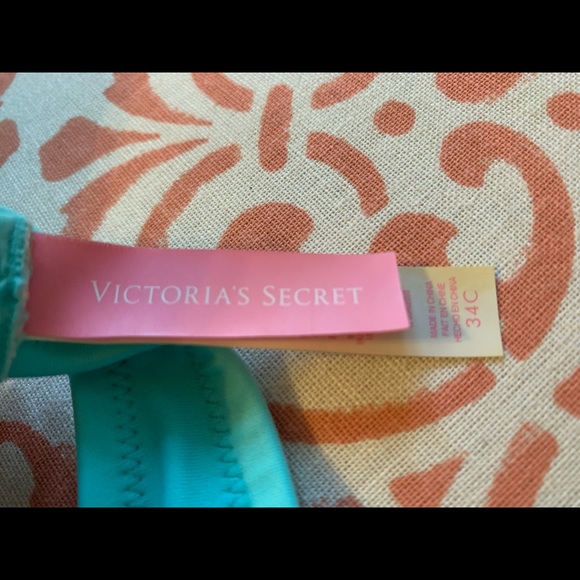 VICTORIA'S SECRET
MADE IN CHINA
FAIT EN CHINE
HECHO EN CHINA
34C